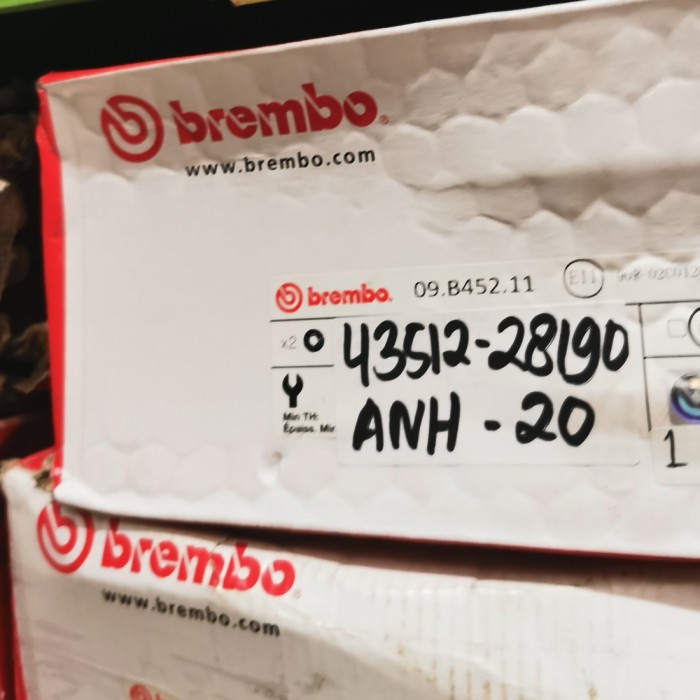 brembo.
www.brembo.com
brembo. 09.B452.11 E11
x2
43512-28190
Min TH:
Épaiss. Min
ANH - 20
1
brembo.
www.brembo.com